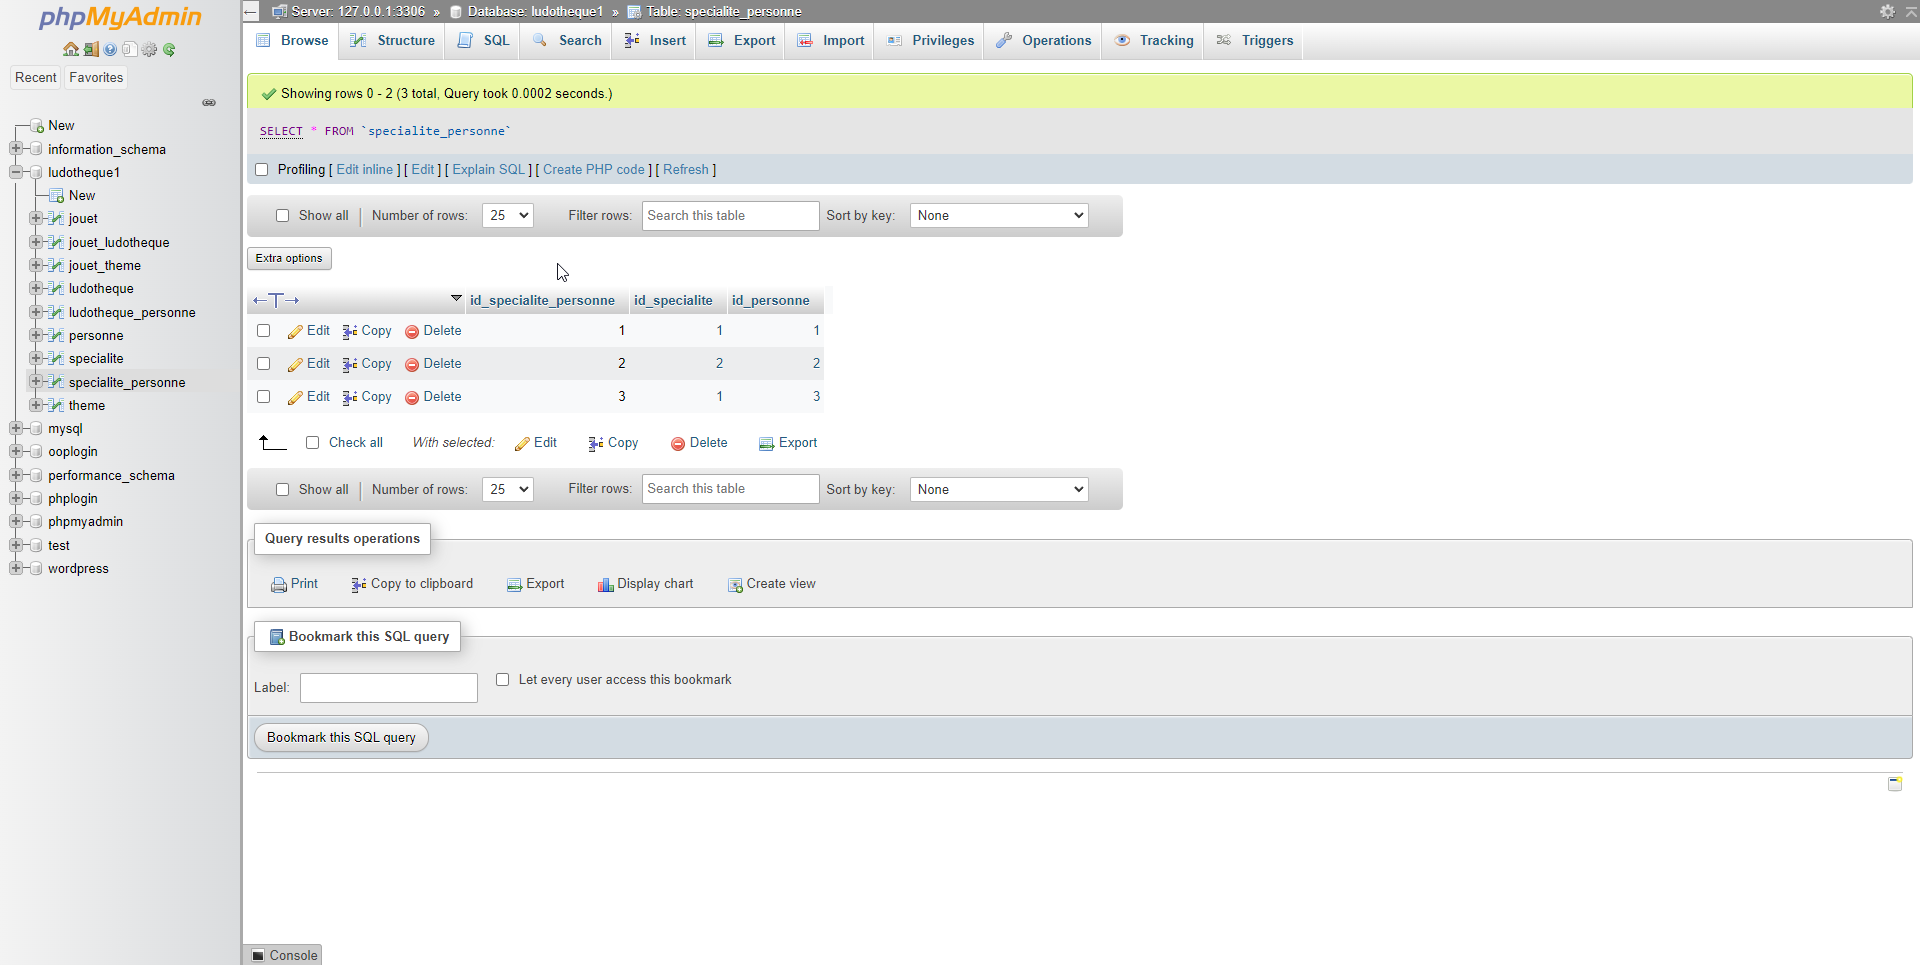 phpMyAdmin
Recent Favorites
New
information_schema
ludotheque1
New
jouet
jouet_ludotheque
jouet_theme
ludotheque
ludotheque_personne
personne
specialite
specialite_personne
theme
mysql
ooplogin
performance_schema
phplogin
phpmyadmin
test
wordpress
Server: 127.0.0.1:3306 » Database: ludotheque1 » Table: specialite_personne
Browse Structure SQL Search Insert Export Import Privileges Operations Tracking Triggers
Showing rows 0 - 2 (3 total, Query took 0.0002 seconds.)
SELECT * FROM `specialite_personne`
Profiling [ Edit inline ] [ Edit ] [ Explain SQL ] [ Create PHP code ] [ Refresh ]
Show all | Number of rows: 25 Filter rows: Search this table Sort by key: None
Extra options
←T→ id_specialite_personne id_specialite id_personne
Edit Copy Delete 1 1 1
Edit Copy Delete 2 2 2
Edit Copy Delete 3 1 3
Check all With selected: Edit Copy Delete Export
Show all | Number of rows: 25 Filter rows: Search this table Sort by key: None
Query results operations
Print Copy to clipboard Export Display chart Create view
Bookmark this SQL query
Label: Let every user access this bookmark
Bookmark this SQL query
Console